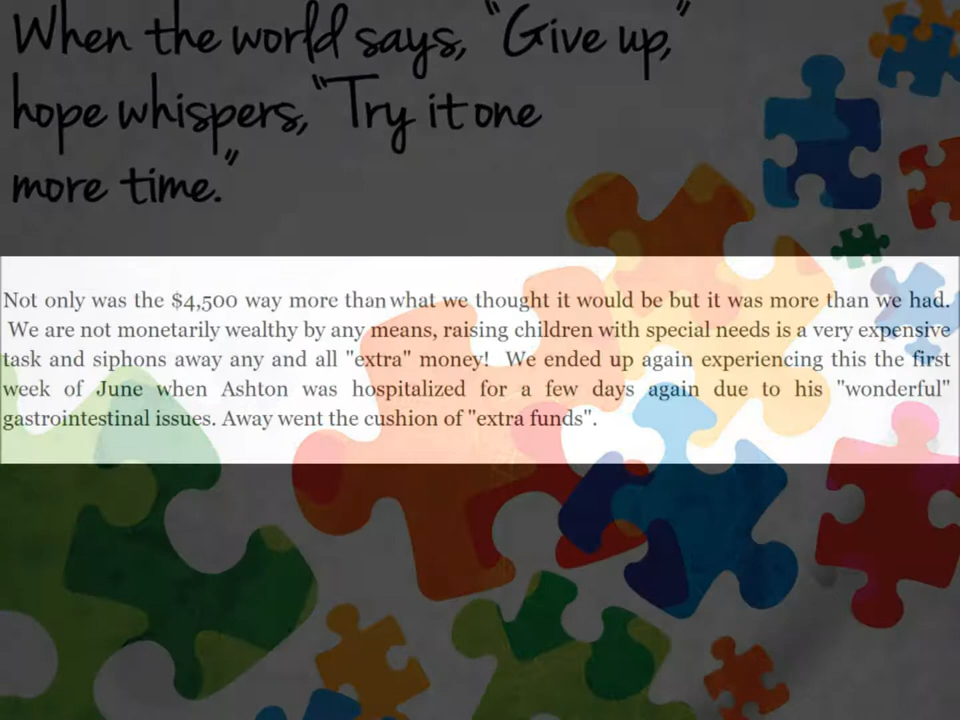 When the world says, "Give up,"
hope whispers, "Try it one
more time."
Not only was the $4,500 way more than what we thought it would be but it was more than we had.
We are not monetarily wealthy by any means, raising children with special needs is a very expensive
task and siphons away any and all "extra" money! We ended up again experiencing this the first
week of June when Ashton was hospitalized for a few days again due to his "wonderful"
gastrointestinal issues. Away went the cushion of "extra funds".